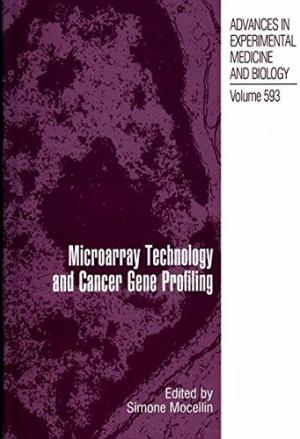 ADVANCES IN
EXPERIMENTAL
MEDICINE
AND BIOLOGY
Volume 593
Microarray Technology
and Cancer Gene Profiling
Edited by
Simone Mocellin